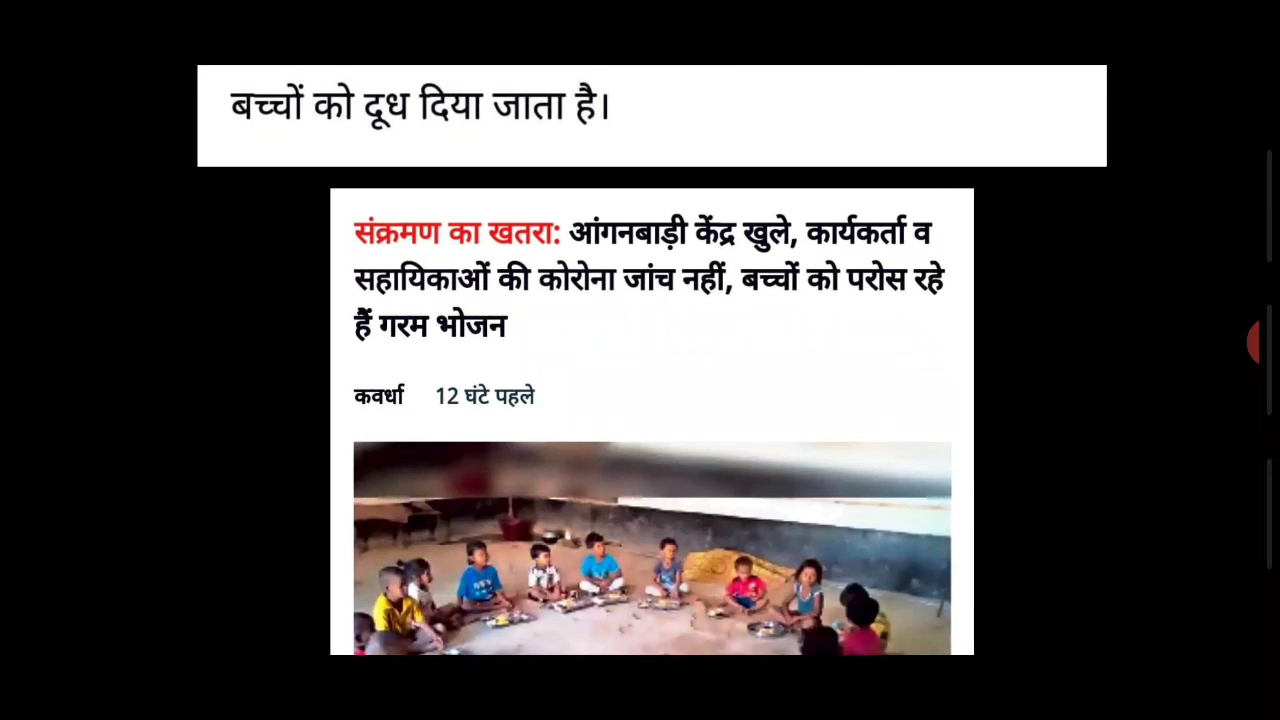 बच्चों को दूध दिया जाता है।
संक्रमण का खतरा: आंगनबाड़ी केंद्र खुले, कार्यकर्ता व
सहायिकाओं की कोरोना जांच नहीं, बच्चों को परोस रहे
हैं गरम भोजन
कवर्धा 12 घंटे पहले